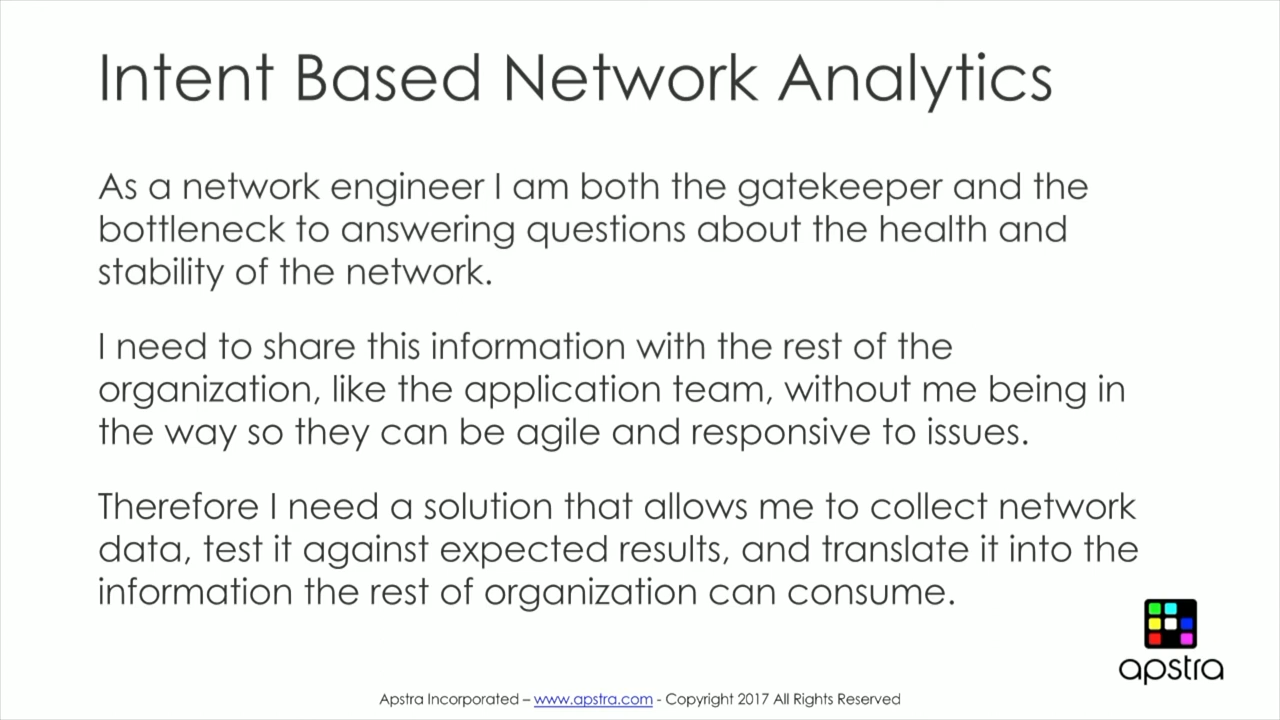 Intent Based Network Analytics
As a network engineer I am both the gatekeeper and the
bottleneck to answering questions about the health and
stability of the network.
I need to share this information with the rest of the
organization, like the application team, without me being in
the way so they can be agile and responsive to issues.
Therefore I need a solution that allows me to collect network
data, test it against expected results, and translate it into the
information the rest of organization can consume.
apstra
Apstra Incorporated – www.apstra.com - Copyright 2017 All Rights Reserved